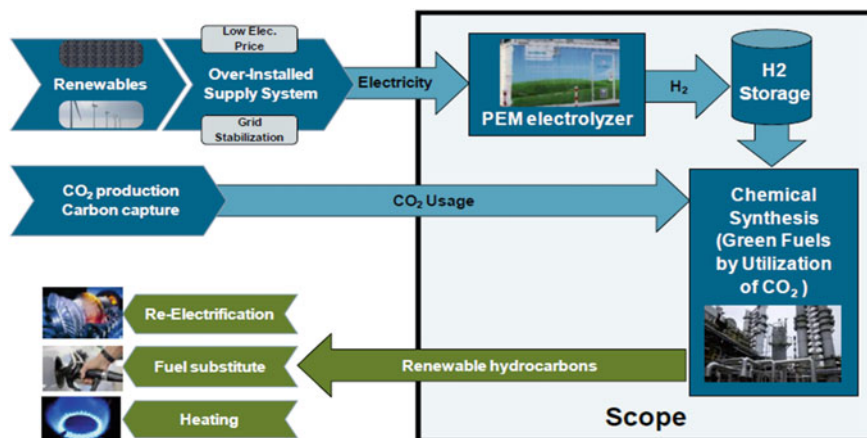 Low Elec.
Price
Renewables
Over-Installed
Supply System
Grid
Stabilization
Electricity
PEM electrolyzer
H₂
H2
Storage
CO₂ production
Carbon capture
CO₂ Usage
Chemical
Synthesis
(Green Fuels
by Utilization
of CO₂ )
Re-Electrification
Fuel substitute
Heating
Renewable hydrocarbons
Scope